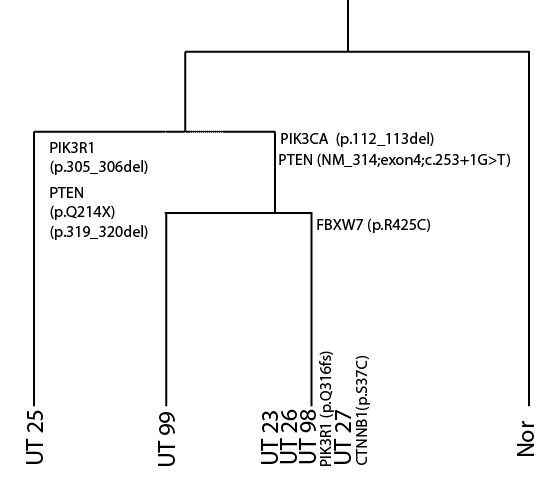 PIK3R1
(p.305_306del)
PTEN
(p.Q214X)
(p.319_320del)
PIK3CA (p.112_113del)
PTEN (NM_314;exon4;c.253+1G>T)
FBXW7 (p.R425C)
UT 25
UT 99
UT 23
UT 26
UT 98
PIK3R1 (p.Q316fs)
UT 27
CTNNB1(p.S37C)
Nor